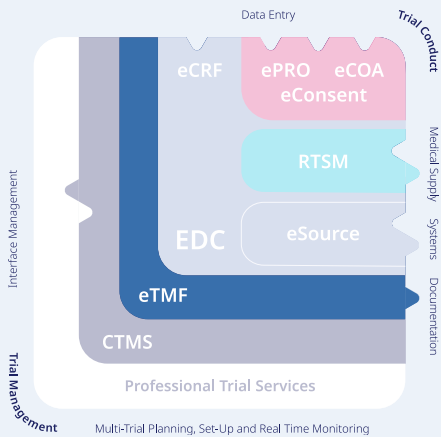 Data Entry
Trial Conduct
eCRF
ePRO
eCOA
eConsent
Medical Supply
RTSM
Interface Management
EDC
eSource
Systems
eTMF
Documentation
CTMS
Professional Trial Services
Trial Management
Multi-Trial Planning, Set-Up and Real Time Monitoring